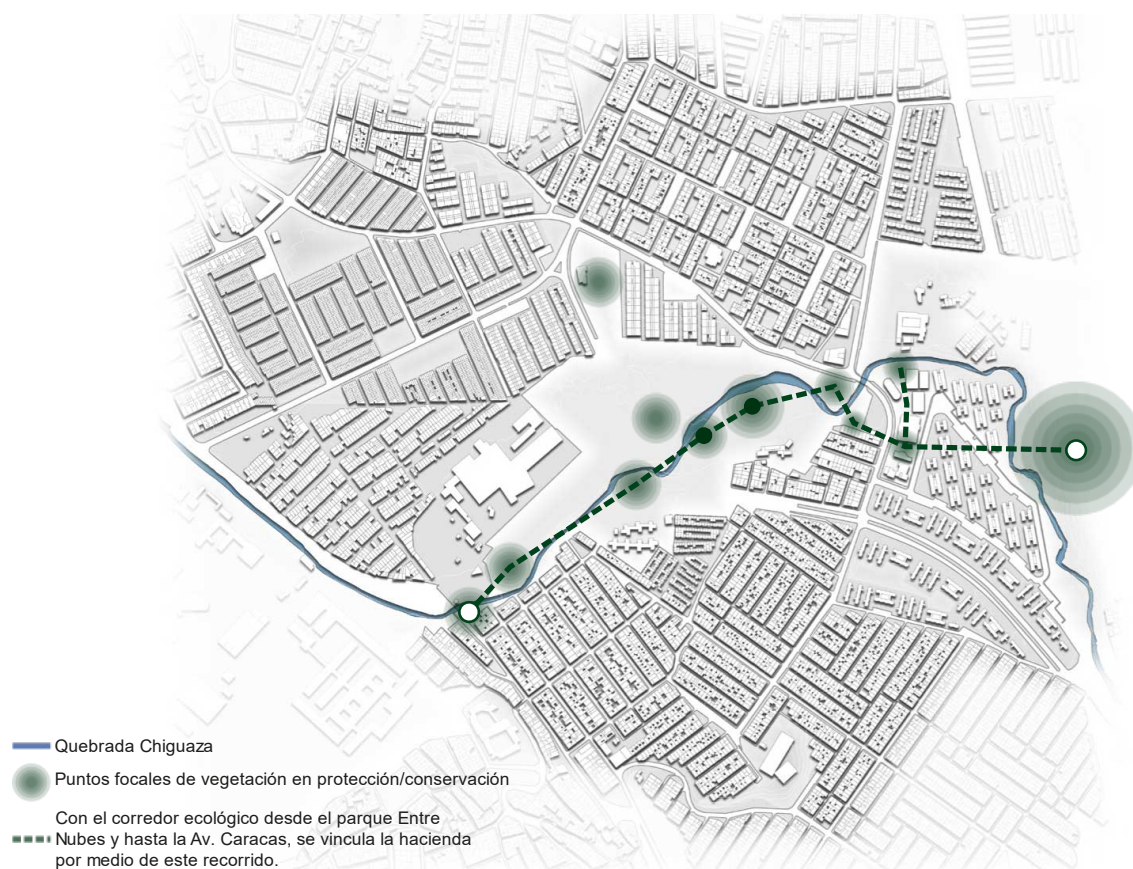 Quebrada Chiguaza
Puntos focales de vegetación en protección/conservación
Con el corredor ecológico desde el parque Entre
Nubes y hasta la Av. Caracas, se vincula la hacienda
por medio de este recorrido.